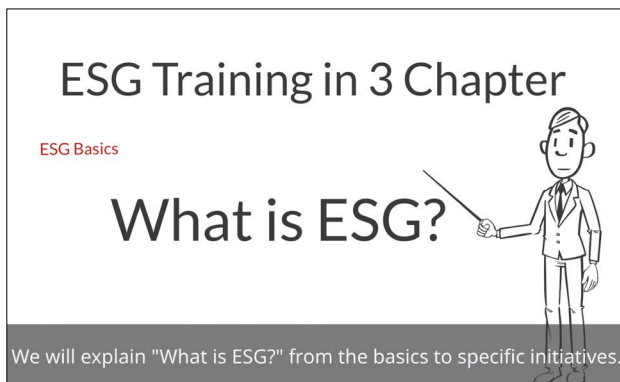 ESG Training in 3 Chapter
ESG Basics
What is ESG?
We will explain "What is ESG?" from the basics to specific initiatives.